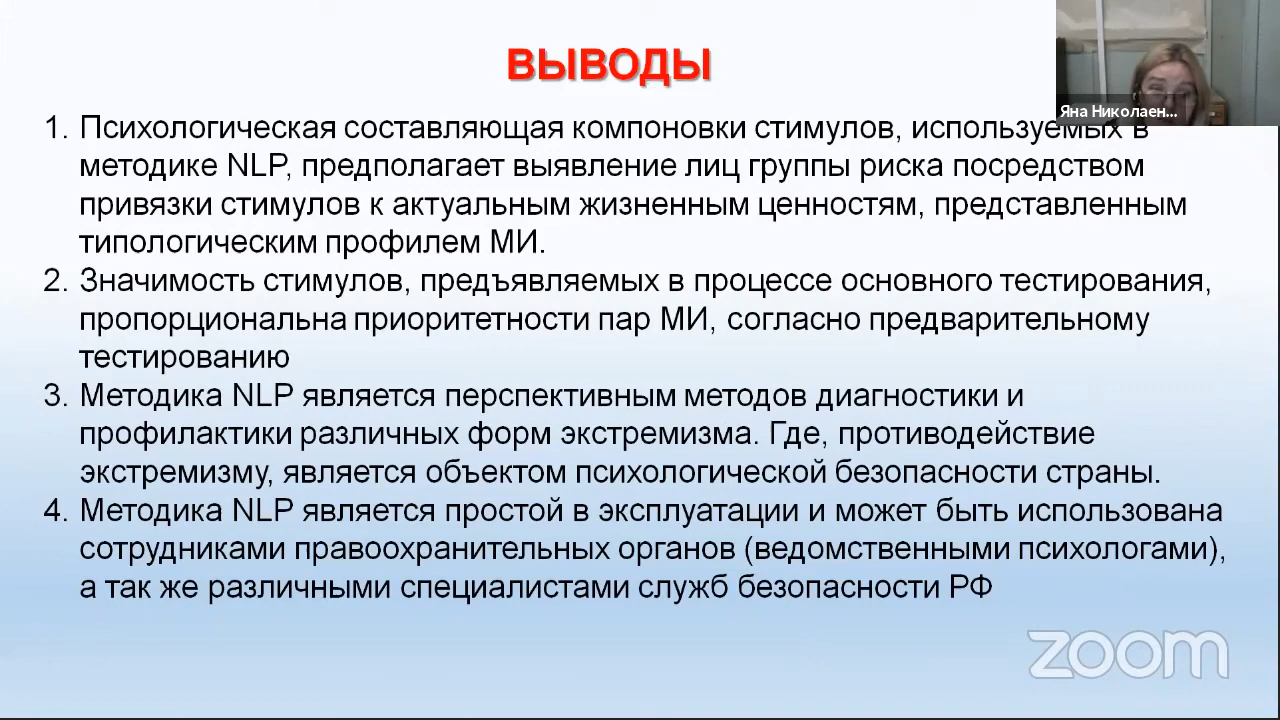 ВЫВОДЫ
Яна Николаен...
1. Психологическая составляющая компоновки стимулов, используемых в
методике NLP, предполагает выявление лиц группы риска посредством
привязки стимулов к актуальным жизненным ценностям, представленным
типологическим профилем МИ.
2. Значимость стимулов, предъявляемых в процессе основного тестирования,
пропорциональна приоритетности пар МИ, согласно предварительному
тестированию
3. Методика NLP является перспективным методов диагностики и
профилактики различных форм экстремизма. Где, противодействие
экстремизму, является объектом психологической безопасности страны.
4. Методика NLP является простой в эксплуатации и может быть использована
сотрудниками правоохранительных органов (ведомственными психологами),
а так же различными специалистами служб безопасности РФ
zoom